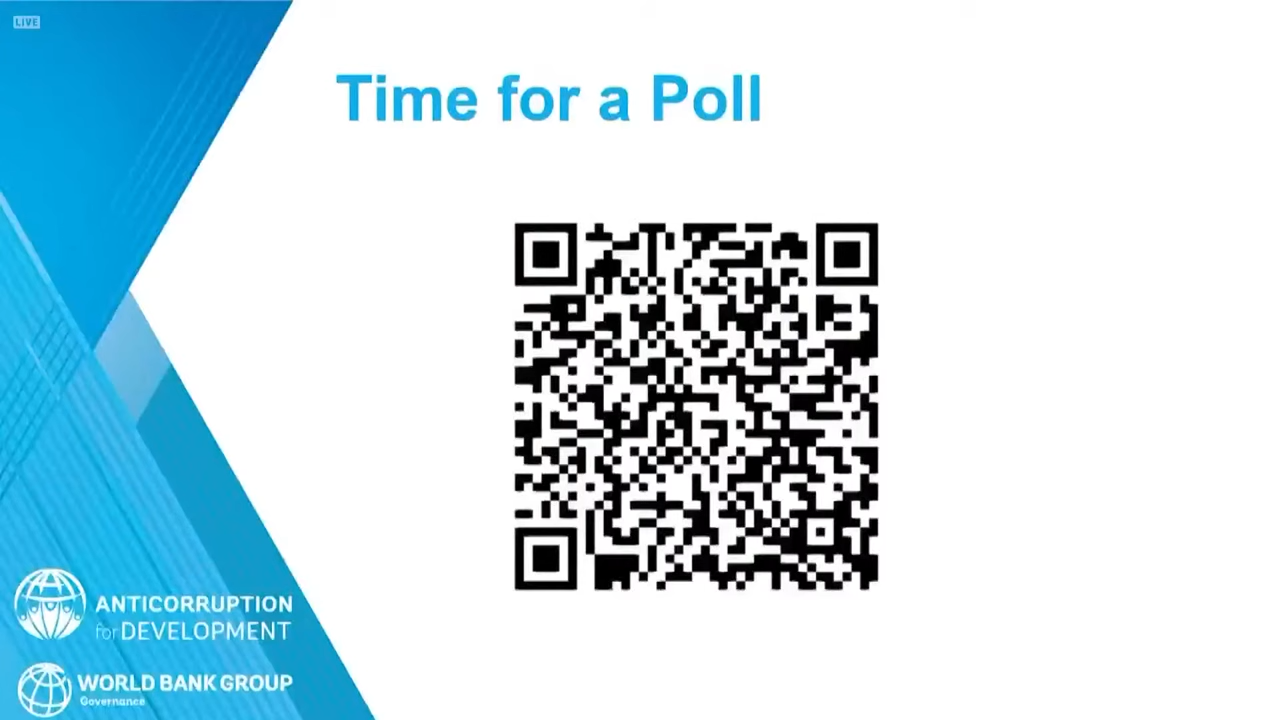 LIVE
Time for a Poll
ANTICORRUPTION
for DEVELOPMENT
WORLD BANK GROUP
Governance